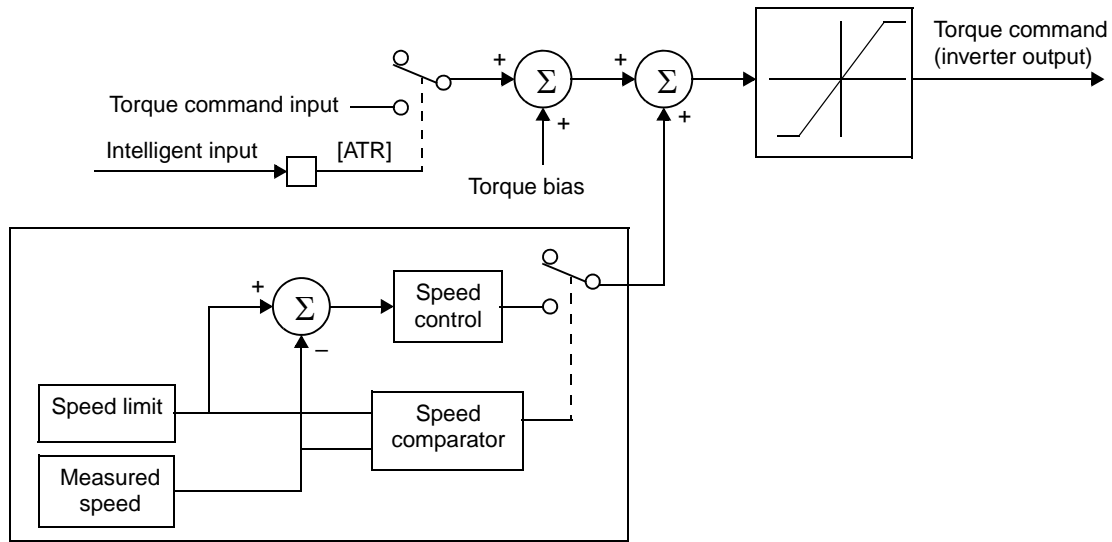 Torque command
(inverter output)
+
Σ
+
+
Σ
+
Torque command input
Intelligent input
[ATR]
Torque bias
+
Σ
−
Speed
control
Speed limit
Speed
comparator
Measured
speed